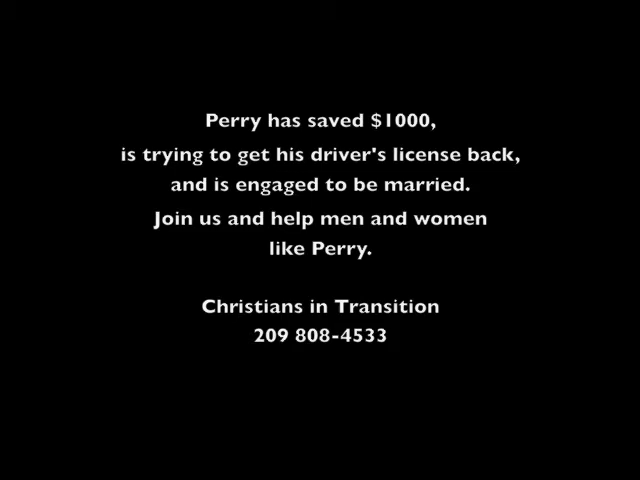 Perry has saved $1000,
is trying to get his driver's license back,
and is engaged to be married.
Join us and help men and women
like Perry.
Christians in Transition
209 808-4533